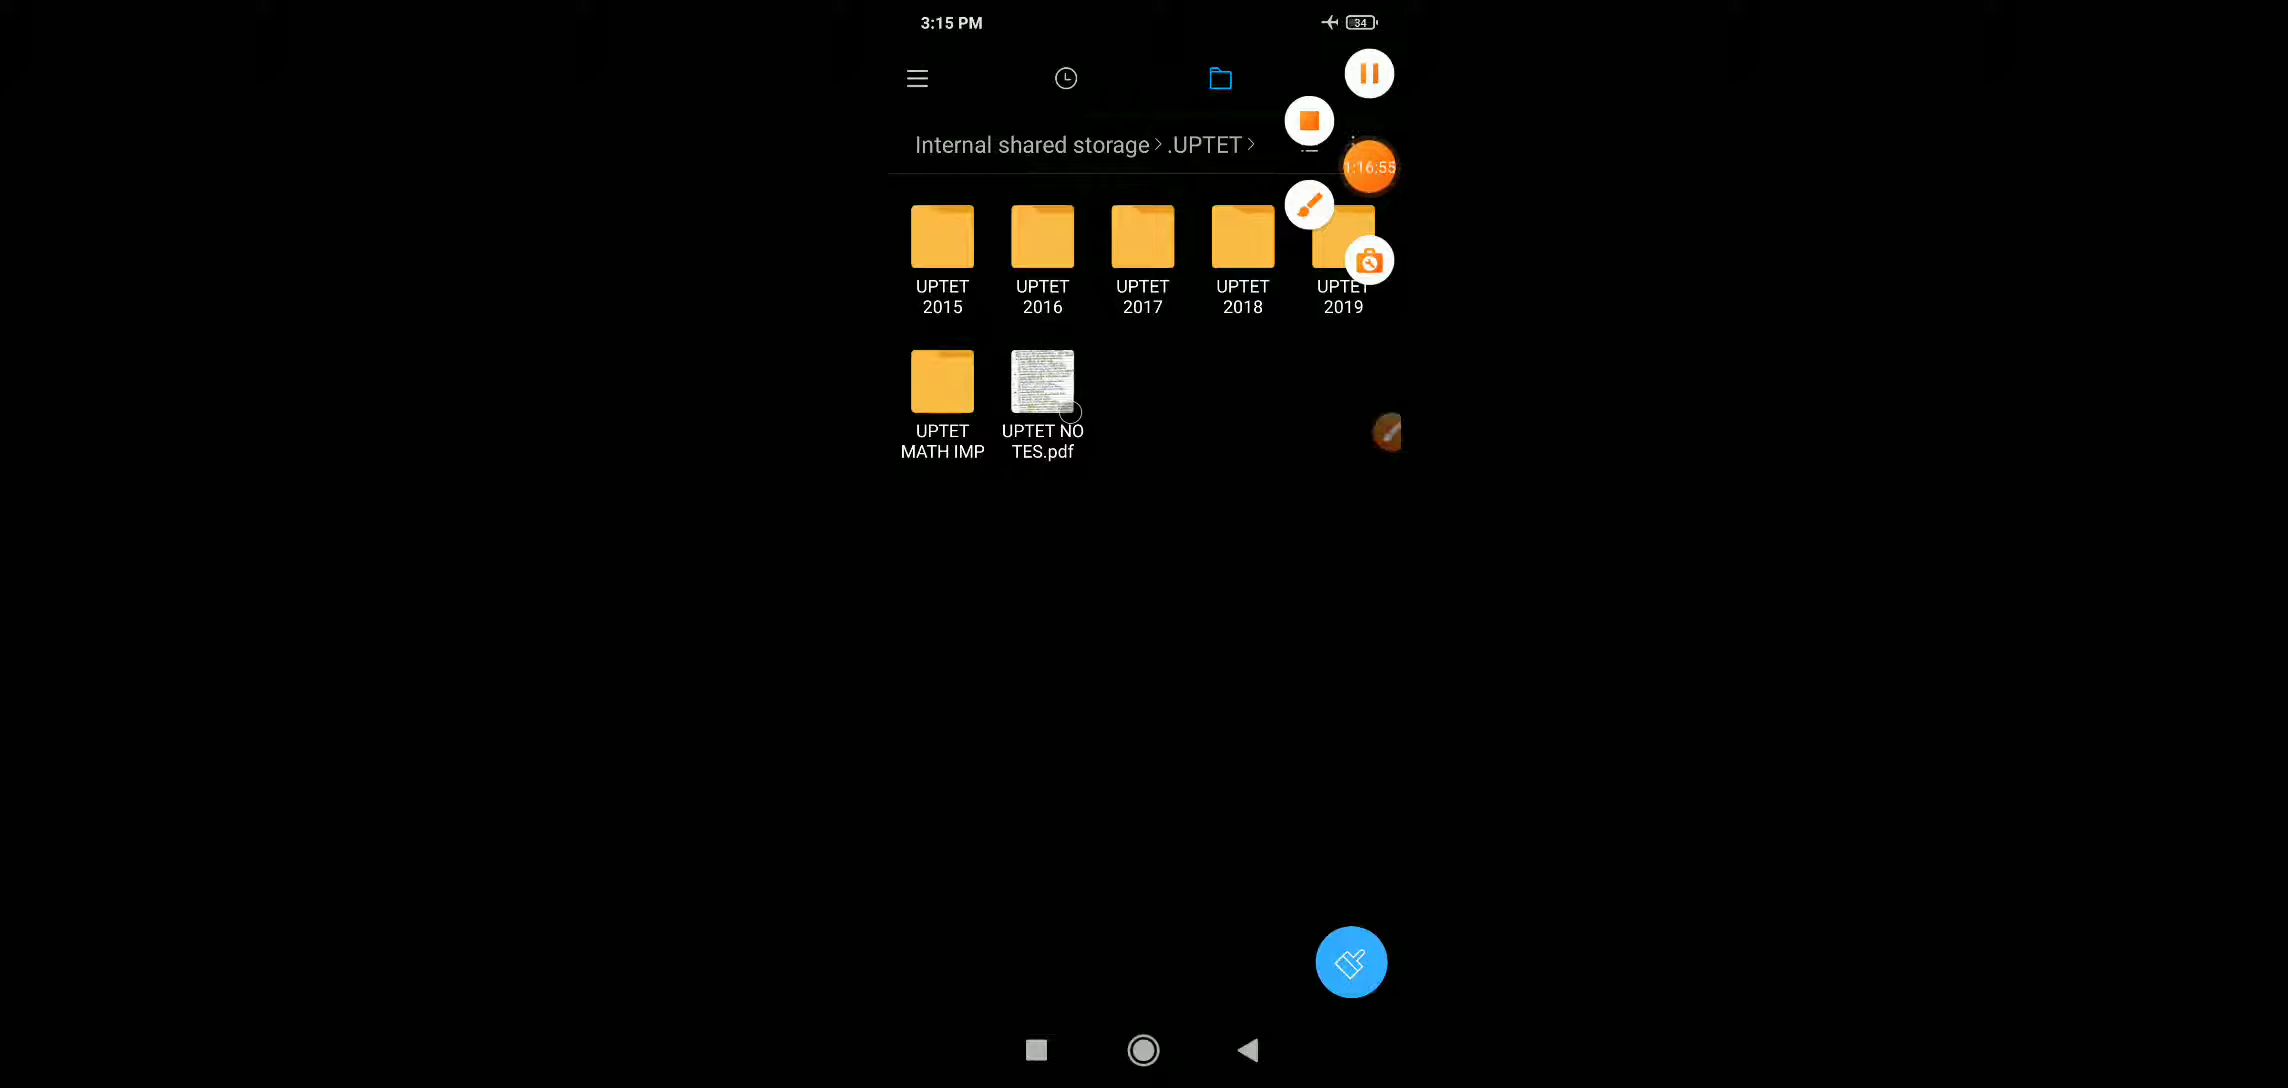 3:15 PM
34
Internal shared storage > .UPTET >
1:16:55
UPTET 2015
UPTET 2016
UPTET 2017
UPTET 2018
UPTET 2019
UPTET MATH IMP
UPTET NO
TES.pdf